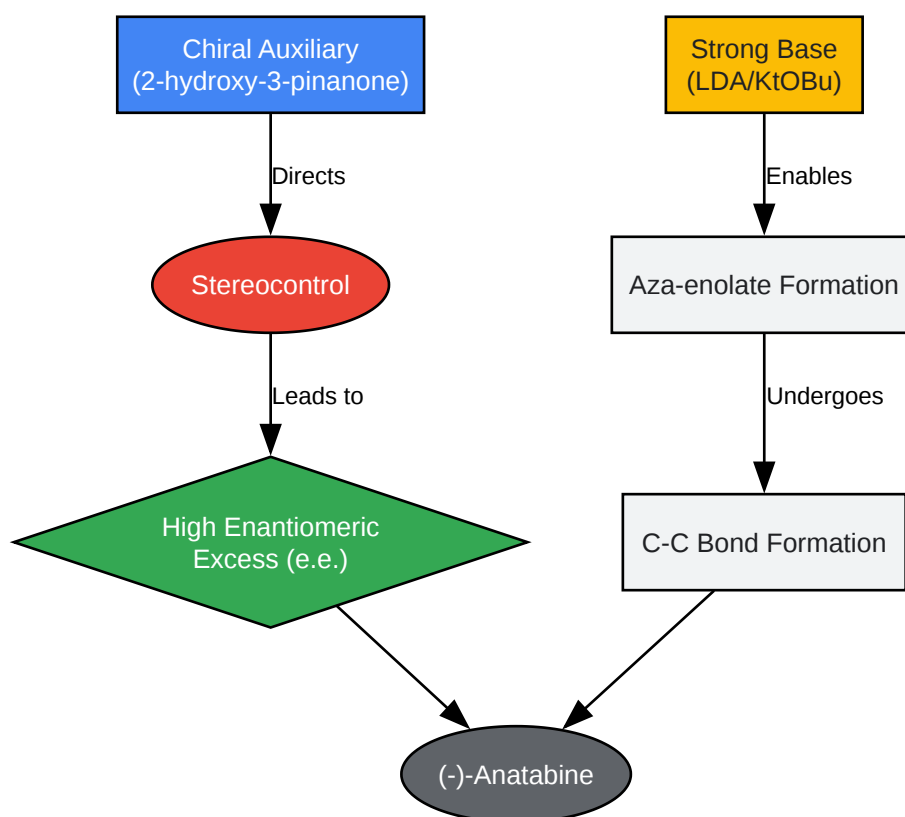 Chiral Auxiliary
(2-hydroxy-3-pinanone)
Strong Base
(LDA/KtOBu)
Directs
Enables
Stereocontrol
Aza-enolate Formation
Leads to
Undergoes
High Enantiomeric
Excess (e.e.)
C-C Bond Formation
(-)-Anatabine